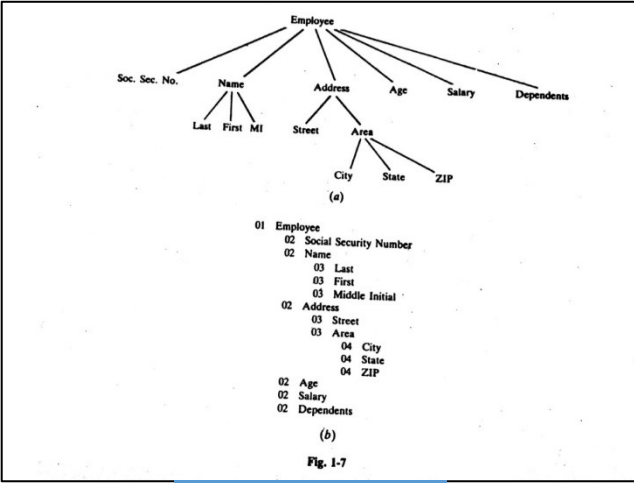 Employee
Soc. Sec. No. Name Address Age Salary Dependents
Last First MI Street Area
City State ZIP
(a)
01 Employee
02 Social Security Number
02 Name
03 Last
03 First
03 Middle Initial
02 Address
03 Street
03 Area
04 City
04 State
04 ZIP
02 Age
02 Salary
02 Dependents
(b)
Fig. 1-7